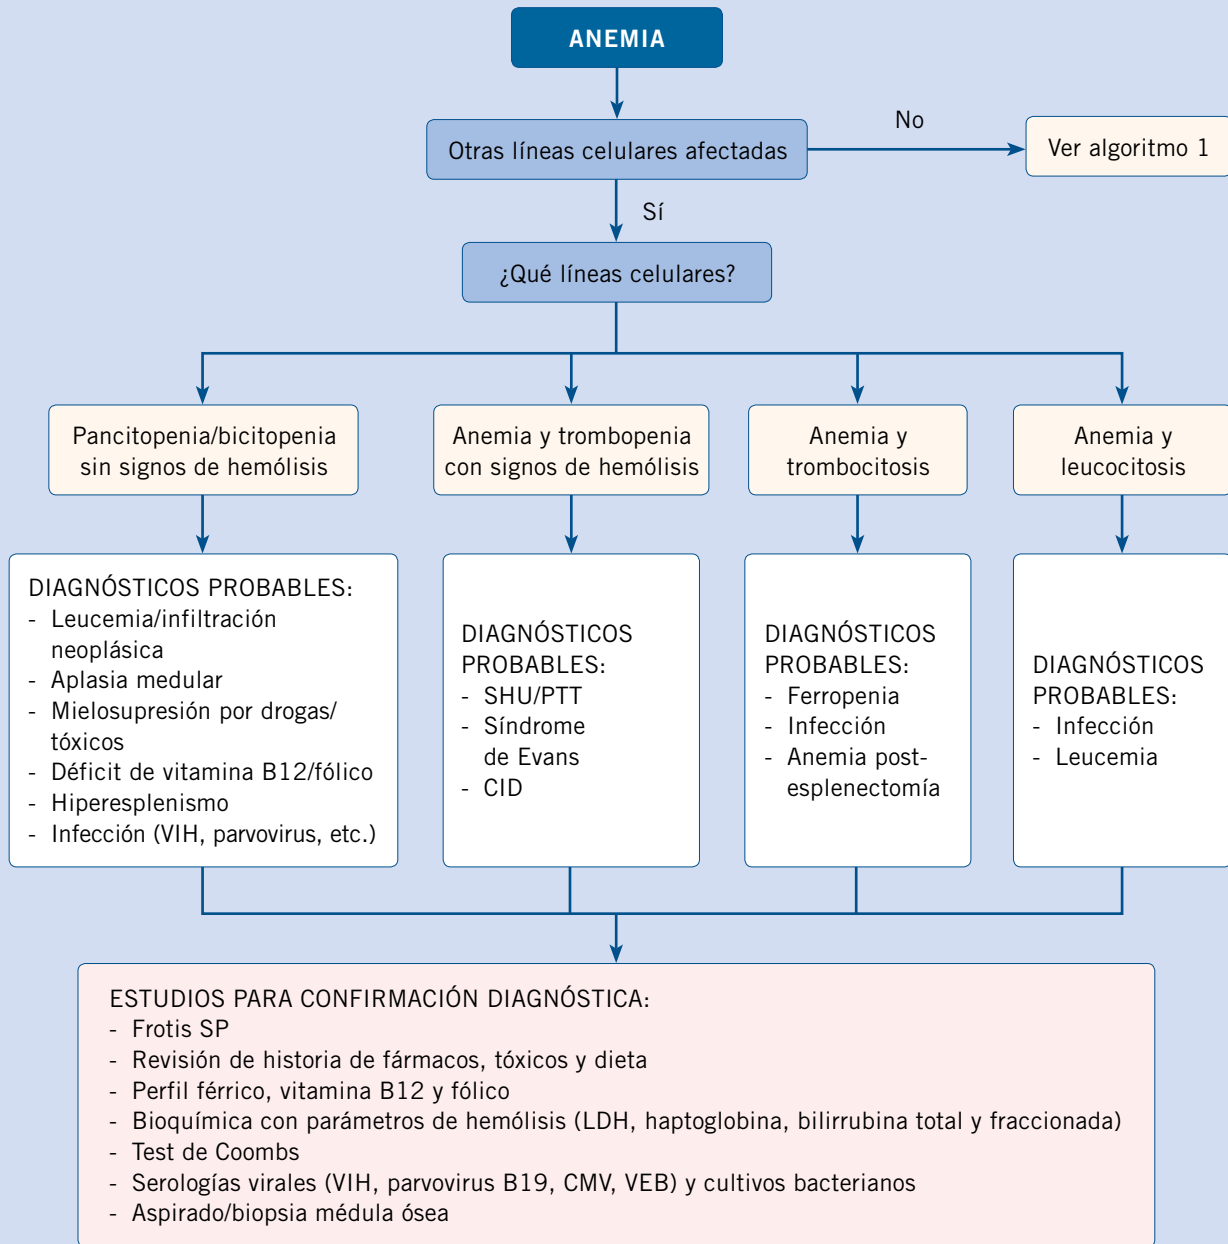 ANEMIA
Otras líneas celulares afectadas
No
Ver algoritmo 1
Sí
¿Qué líneas celulares?
Pancitopenia/bicitopenia
sin signos de hemólisis
Anemia y trombopenia
con signos de hemólisis
Anemia y
trombocitosis
Anemia y
leucocitosis
DIAGNÓSTICOS PROBABLES:
- Leucemia/infiltración
neoplásica
- Aplasia medular
- Mielosupresión por drogas/
tóxicos
- Déficit de vitamina B12/fólico
- Hiperesplenismo
- Infección (VIH, parvovirus, etc.)
DIAGNÓSTICOS
PROBABLES:
- SHU/PTT
- Síndrome
de Evans
- CID
DIAGNÓSTICOS
PROBABLES:
- Ferropenia
- Infección
- Anemia post-
esplenectomía
DIAGNÓSTICOS
PROBABLES:
- Infección
- Leucemia
ESTUDIOS PARA CONFIRMACIÓN DIAGNÓSTICA:
- Frotis SP
- Revisión de historia de fármacos, tóxicos y dieta
- Perfil férrico, vitamina B12 y fólico
- Bioquímica con parámetros de hemólisis (LDH, haptoglobina, bilirrubina total y fraccionada)
- Test de Coombs
- Serologías virales (VIH, parvovirus B19, CMV, VEB) y cultivos bacterianos
- Aspirado/biopsia médula ósea